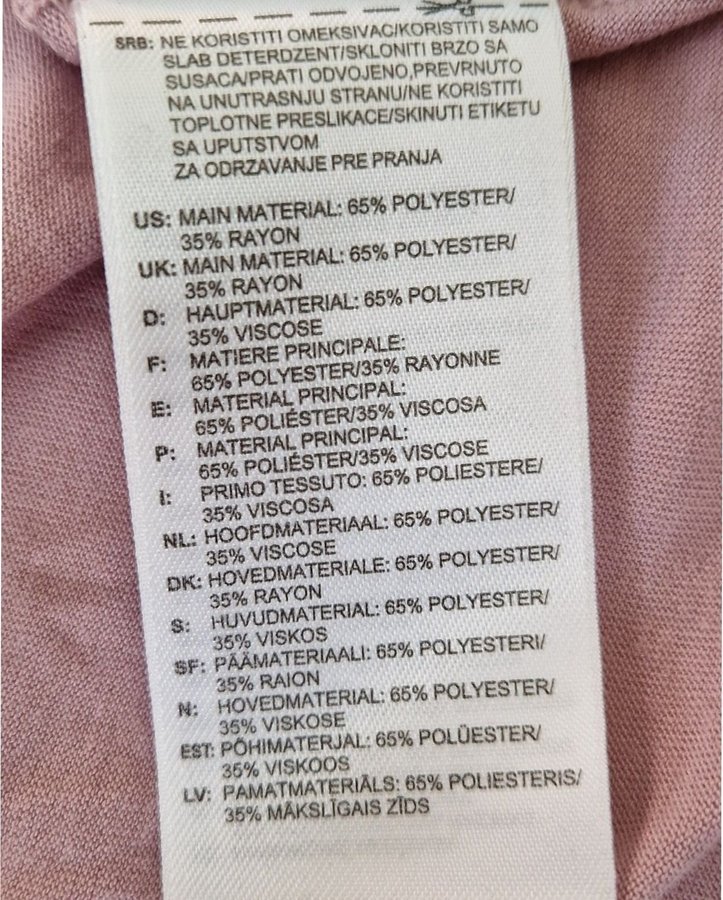 SRB: NE KORISTITI OMEKSIVAC/KORISTITI SAMO
SLAB DETERDZENT/SKLONITI BRZO SA
SUSACA/PRATI ODVOJENO,PREVRNUTO
NA UNUTRASNJU STRANU/NE KORISTITI
TOPLOTNE PRESLIKACE/SKINUTI ETIKETU
SA UPUTSTVOM
ZA ODRZAVANJE PRE PRANJA
US: MAIN MATERIAL: 65% POLYESTER/
35% RAYON
UK: MAIN MATERIAL: 65% POLYESTER/
35% RAYON
D: HAUPTMATERIAL: 65% POLYESTER/
35% VISCOSE
F: MATIERE PRINCIPALE:
65% POLYESTER/35% RAYONNE
E: MATERIAL PRINCIPAL:
65% POLIÉSTER/35% VISCOSA
P: MATERIAL PRINCIPAL:
65% POLIÉSTER/35% VISCOSE
I: PRIMO TESSUTO: 65% POLIESTERE/
35% VISCOSA
NL: HOOFDMATERIAAL: 65% POLYESTER/
35% VISCOSE
DK: HOVEDMATERIALE: 65% POLYESTER/
35% RAYON
S: HUVUDMATERIAL: 65% POLYESTER/
35% VISKOS
SF: PÄÄMATERIAALI: 65% POLYESTERI/
35% RAION
N: HOVEDMATERIAL: 65% POLYESTER/
35% VISKOSE
EST: PÕHIMATERJAL: 65% POLÜESTER/
35% VISKOOS
LV: PAMATMATERIĀLS: 65% POLIESTERIS/
35% MĀKSLĪGAIS ZĪDS